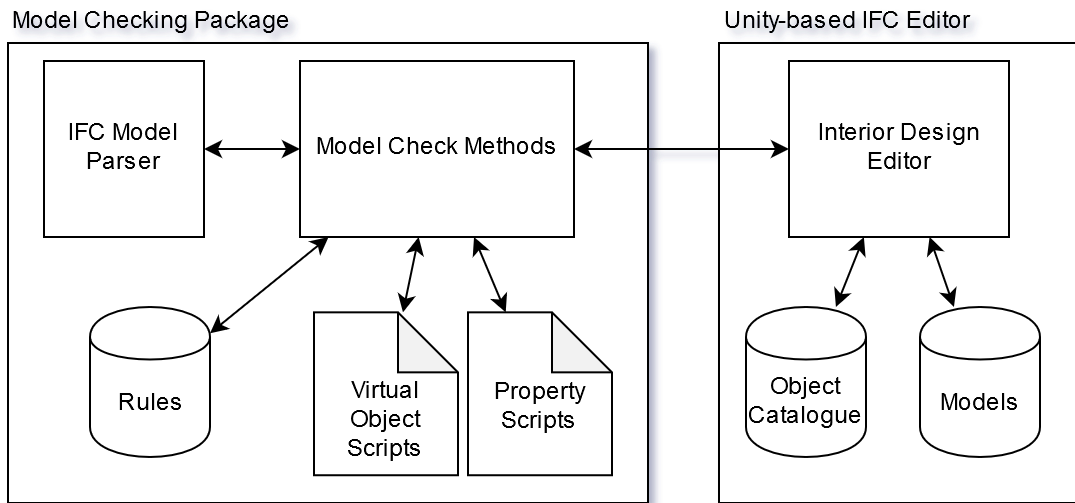 Model Checking Package
Unity-based IFC Editor
IFC Model
Parser
Model Check Methods
Interior Design
Editor
Rules
Virtual
Object
Scripts
Property
Scripts
Object
Catalogue
Models